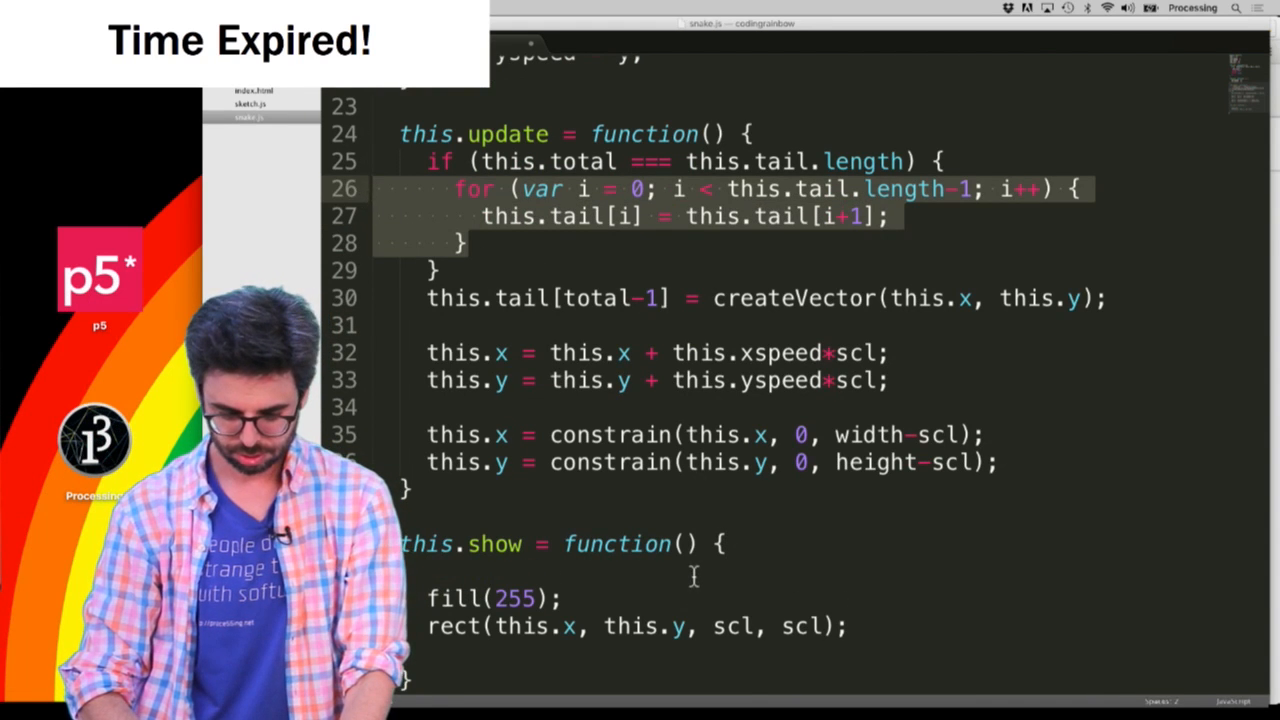 Time Expired!
Processing
snake.js — codingrainbow
index.html
sketch.js
snake.js
23
24 this.update = function() {
25 if (this.total === this.tail.length) {
26 for (var i = 0; i < this.tail.length-1; i++) {
27 this.tail[i] = this.tail[i+1];
28 }
29 }
30 this.tail[total-1] = createVector(this.x, this.y);
31
32 this.x = this.x + this.xspeed*scl;
33 this.y = this.y + this.yspeed*scl;
34
35 this.x = constrain(this.x, 0, width-scl);
this.y = constrain(this.y, 0, height-scl);
}
this.show = function() {
fill(255);
rect(this.x, this.y, scl, scl);
}
p5*
p5
Processing
strange
with softw
Spaces: 2
JavaScript